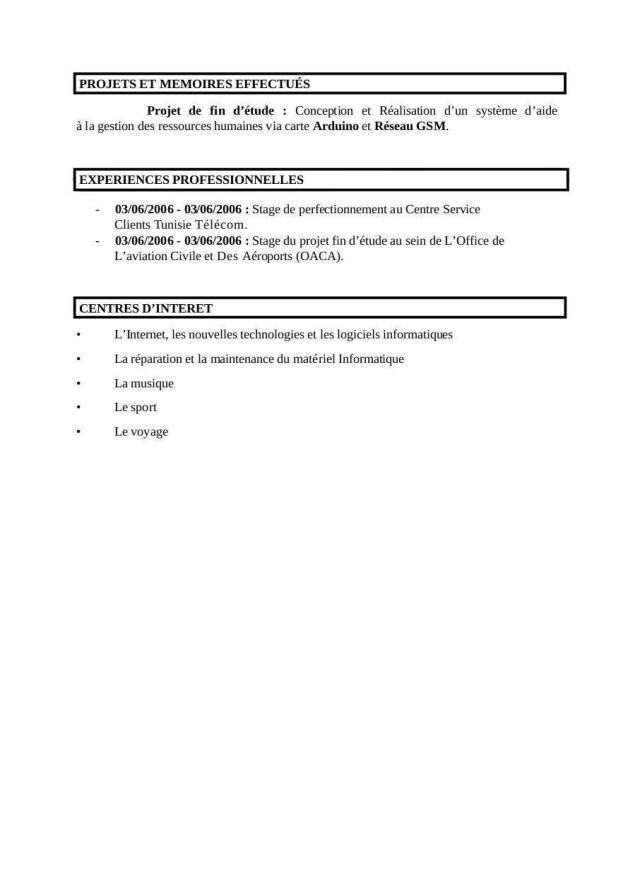 PROJETS ET MEMOIRES EFFECTUÉS
Projet de fin d’étude : Conception et Réalisation d’un système d’aide
à la gestion des ressources humaines via carte Arduino et Réseau GSM.
EXPERIENCES PROFESSIONNELLES
- 03/06/2006 - 03/06/2006 : Stage de perfectionnement au Centre Service
Clients Tunisie Télécom.
- 03/06/2006 - 03/06/2006 : Stage du projet fin d’étude au sein de L’Office de
L’aviation Civile et Des Aéroports (OACA).
CENTRES D’INTERET
• L’Internet, les nouvelles technologies et les logiciels informatiques
• La réparation et la maintenance du matériel Informatique
• La musique
• Le sport
• Le voyage